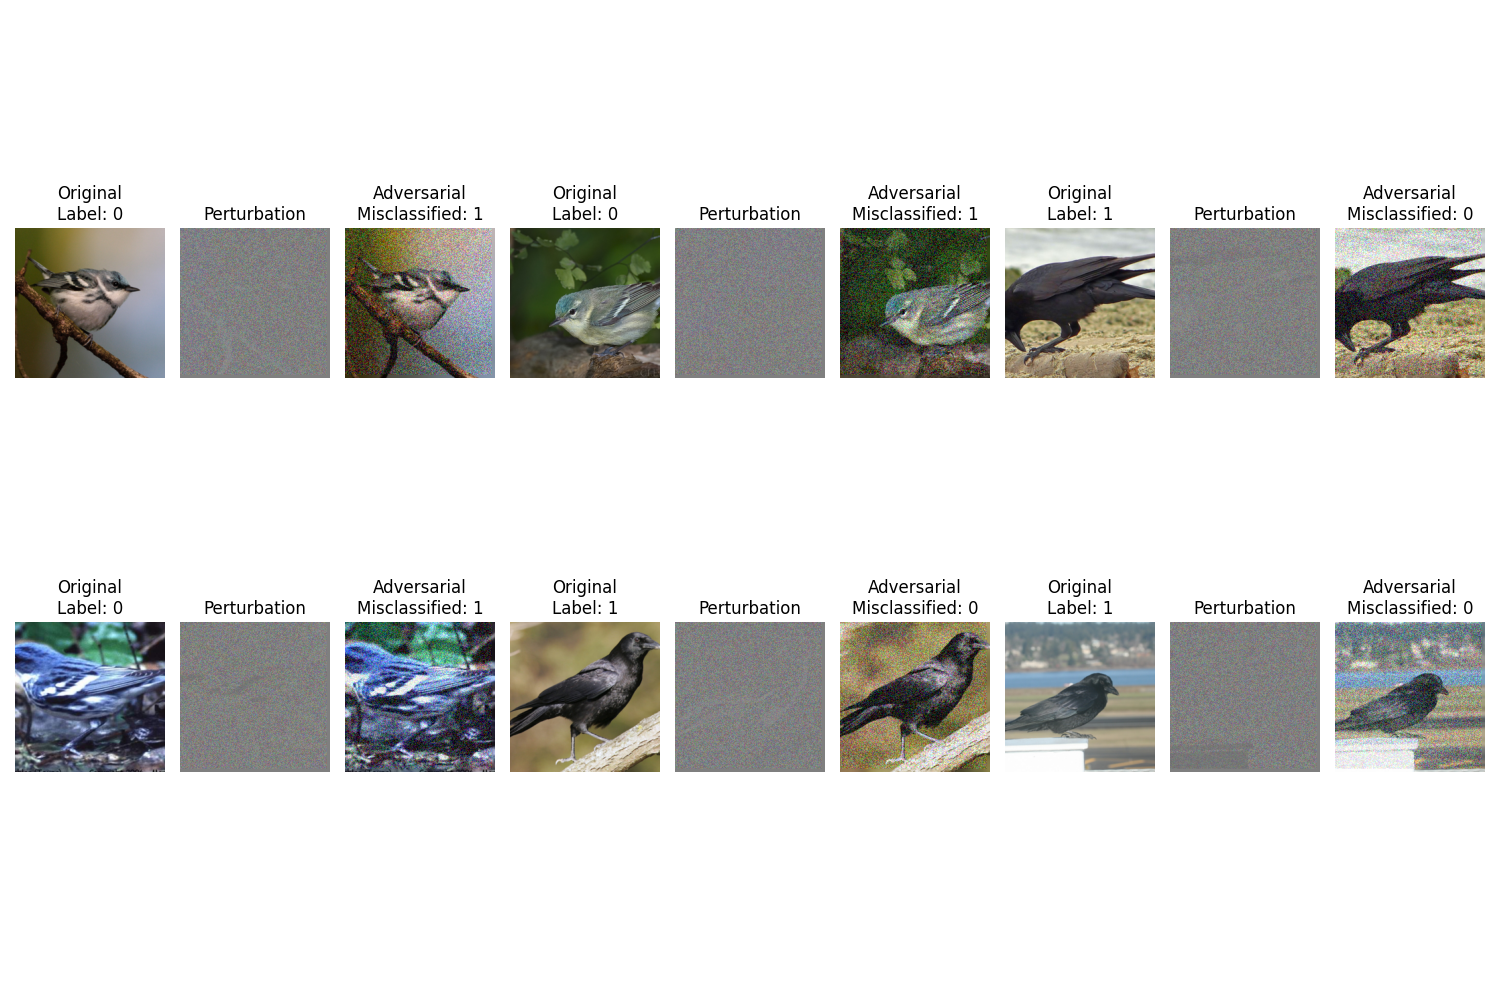 Original
Label: 0
Perturbation
Adversarial
Misclassified: 1
Original
Label: 0
Perturbation
Adversarial
Misclassified: 1
Original
Label: 1
Perturbation
Adversarial
Misclassified: 0
Original
Label: 0
Perturbation
Adversarial
Misclassified: 1
Original
Label: 1
Perturbation
Adversarial
Misclassified: 0
Original
Label: 1
Perturbation
Adversarial
Misclassified: 0